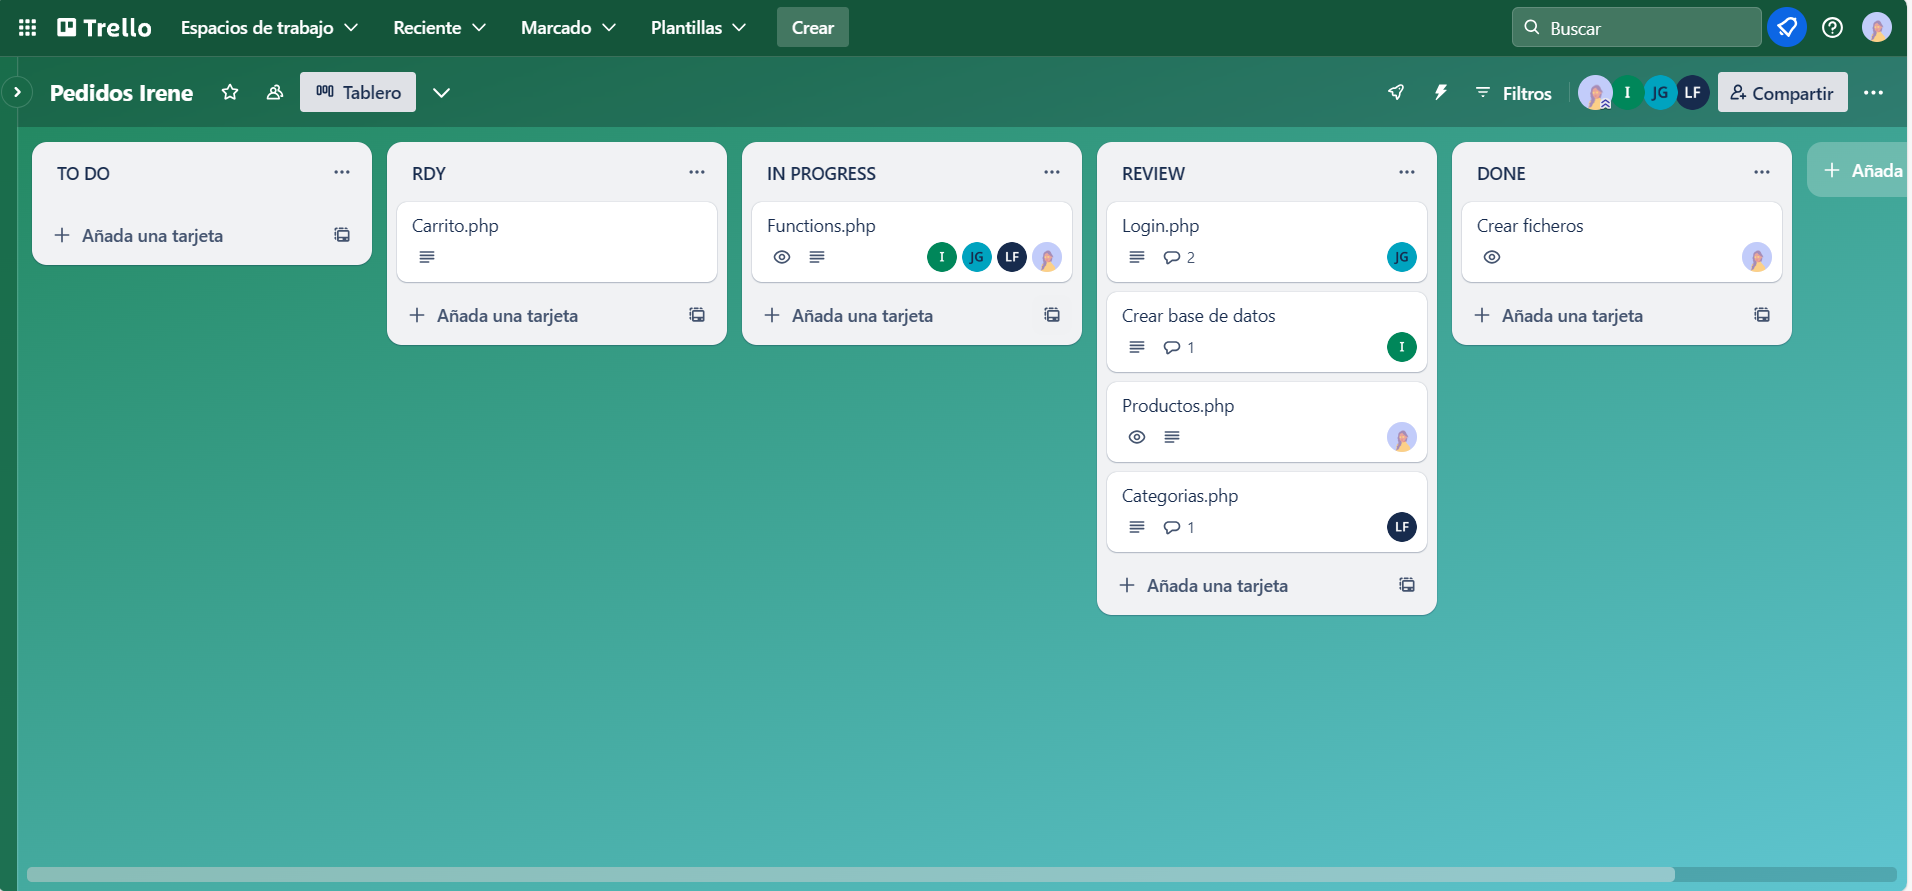 Trello
Espacios de trabajo
Reciente
Marcado
Plantillas
Crear
Buscar
Pedidos Irene
Tablero
Filtros
I
JG
LF
Compartir
TO DO
Añada una tarjeta
RDY
Carrito.php
Añada una tarjeta
IN PROGRESS
Functions.php
I
JG
LF
Añada una tarjeta
REVIEW
Login.php
2
JG
Crear base de datos
1
I
Productos.php
Categorias.php
1
LF
Añada una tarjeta
DONE
Crear ficheros
Añada una tarjeta
Añada